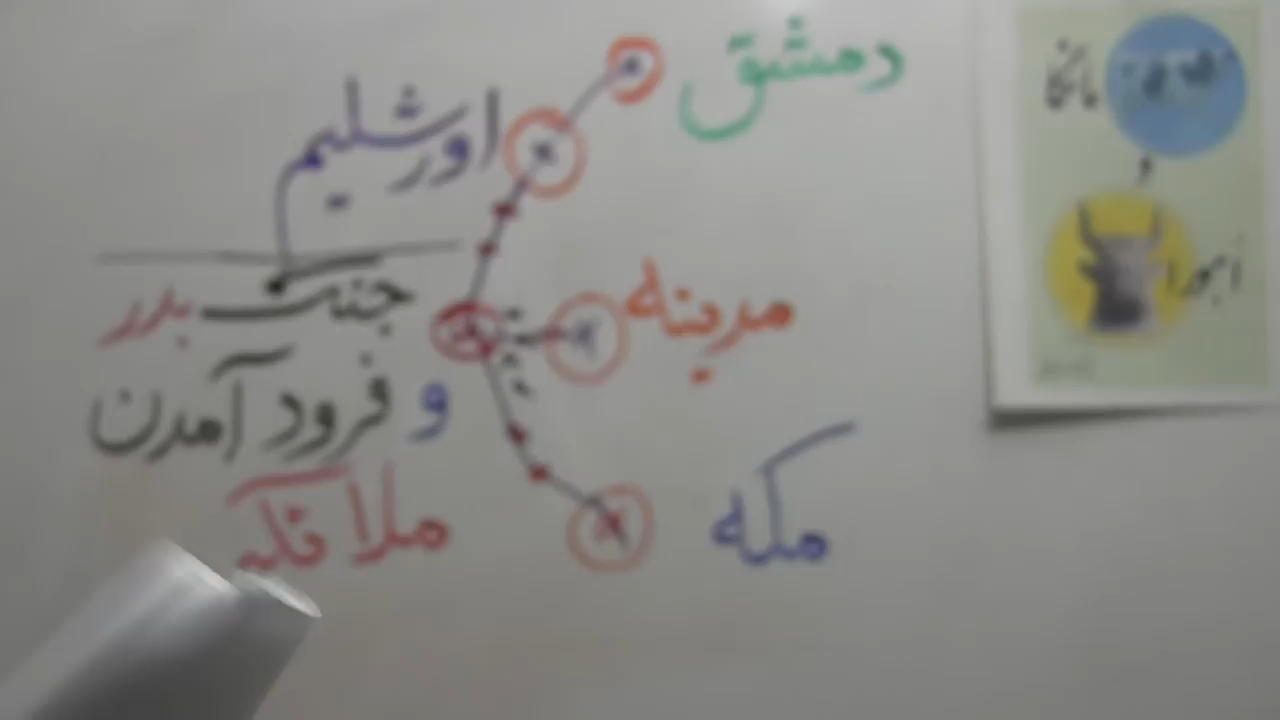 دمشق
اورشلیم
مدینه
جنگ بدر
و فرود آمدن
ملائکه
مکه
و